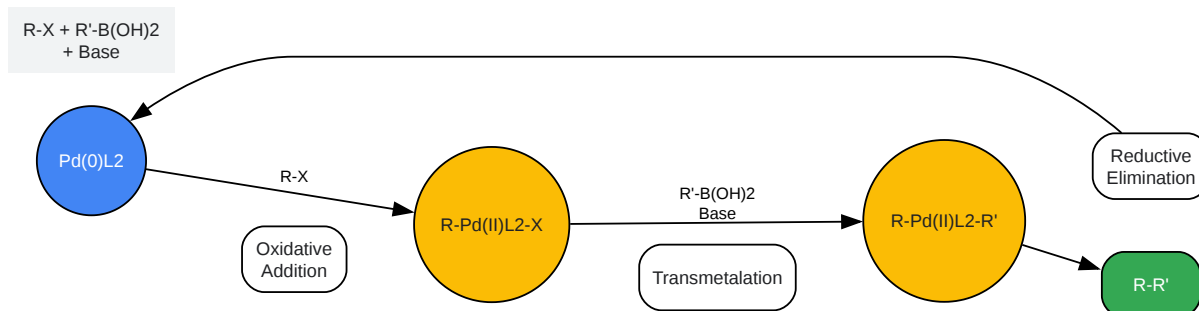 R-X + R'-B(OH)2
+ Base
Pd(0)L2
R-X
Oxidative
Addition
R-Pd(II)L2-X
R'-B(OH)2
Base
Transmetalation
R-Pd(II)L2-R'
Reductive
Elimination
R-R'